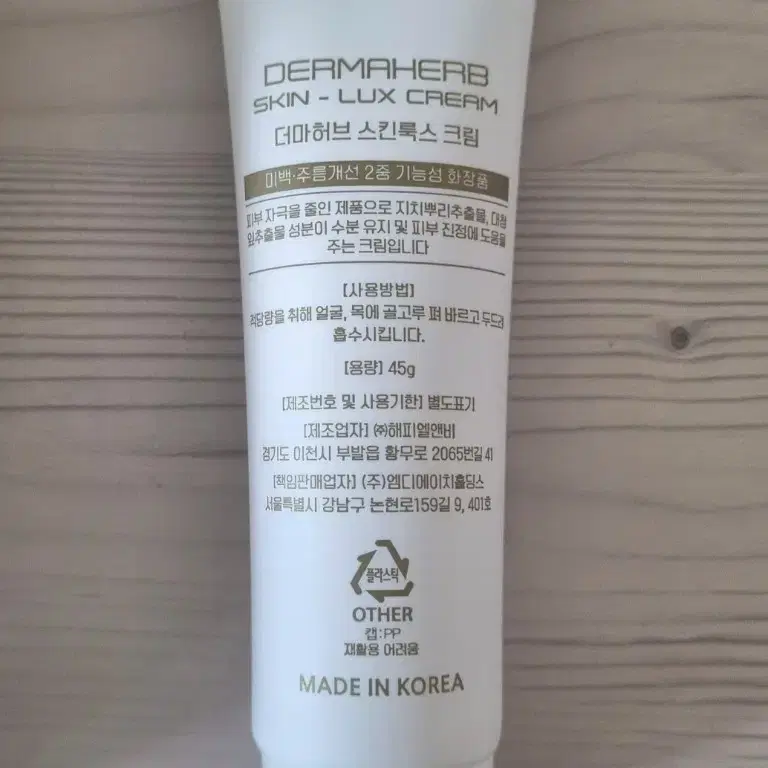 DERMAHERB
SKIN - LUX CREAM
더마허브 스킨룩스 크림
미백·주름개선 2중 기능성 화장품
피부 자극을 줄인 제품으로 지치뿌리추출물, 대청
잎추출물 성분이 수분 유지 및 피부 진정에 도움을
주는 크림입니다
[사용방법]
적당량을 취해 얼굴, 목에 골고루 펴 바르고 두드려
흡수시킵니다.
[용량] 45g
[제조번호 및 사용기한] 별도표기
[제조업자] ㈜해피엘앤비
경기도 이천시 부발읍 황무로 2065번길 41
[책임판매업자] (주)엠디에이치홀딩스
서울특별시 강남구 논현로159길 9, 401호
플라스틱
OTHER
캡:PP
재활용 어려움
MADE IN KOREA